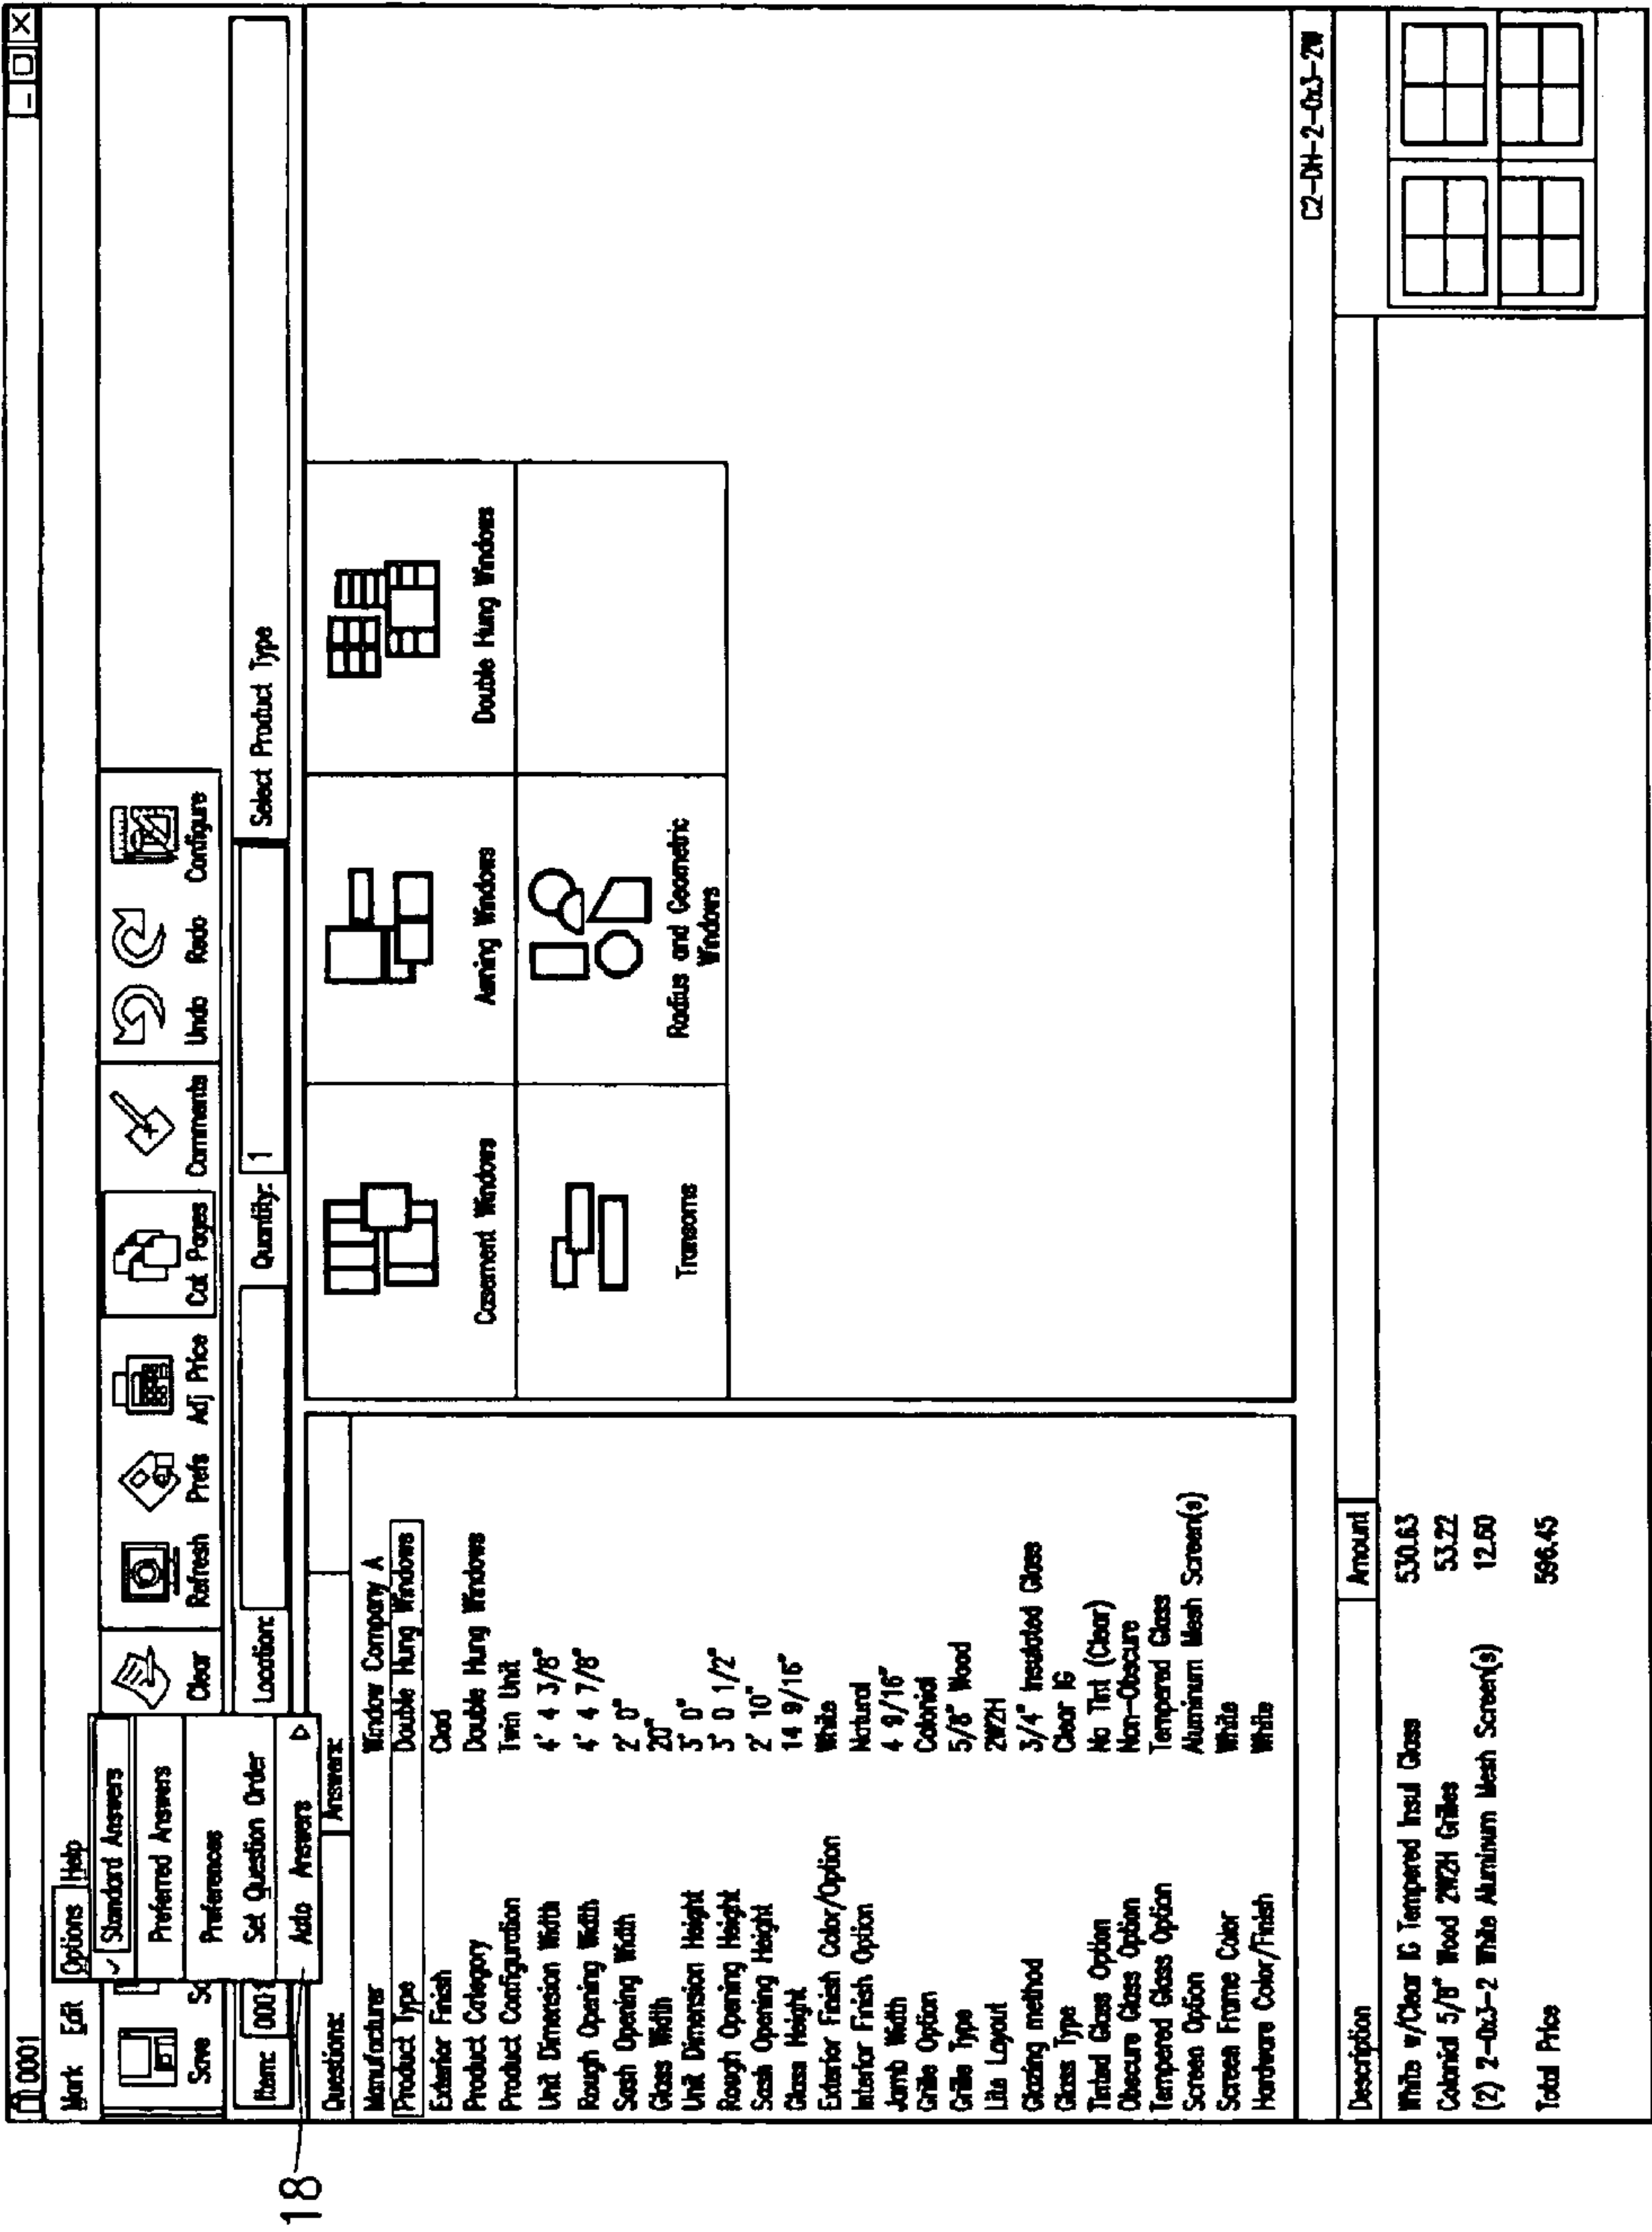 0001
Work Edit Options Help
✓ Standard Answers
Preferred Answers
Preferences
Set Question Order
Auto Answers
18
Save Clear Refresh Prefs Adj Price Cat Pages Comments Undo Redo Configure
Item: 0001 Location: Quantity: 1 Select Product Type
Questions: Answers:
Manufacturer Window Company A
Product Type Double Hung Windows
Exterior Finish Clad
Product Category Double Hung Windows
Product Configuration Twin Unit
Unit Dimension Width 4' 4 3/8"
Rough Opening Width 4' 4 7/8"
Sash Opening Width 2' 0"
Glass Width 20"
Unit Dimension Height 3' 0"
Rough Opening Height 3' 0 1/2"
Sash Opening Height 2' 10"
Glass Height 14 9/16"
Exterior Finish Color/Option White
Interior Finish Option Natural
Jamb Width 4 9/16"
Grille Option Colonial
Grille Type 5/8" Wood
Lite Layout 2W2H
Glazing method 3/4" Insulated Glass
Glass Type Clear IG
Tinted Glass Option No Tint (Clear)
Obscure Glass Option Non-Obscure
Tempered Glass Option Tempered Glass
Screen Option Aluminum Mesh Screen(s)
Screen Frame Color White
Hardware Color/Finish White
Casement Windows
Awning Windows
Double Hung Windows
Transoms
Radius and Geometric
Windows
C2-DH-2-0x3-2W
Description Amount
White w/Clear IG Tempered Insul Glass 530.63
Colonial 5/8" Wood 2W2H Grilles 53.22
(2) 2-0x3-2 White Aluminum Mesh Screen(s) 12.60
Total Price 596.45